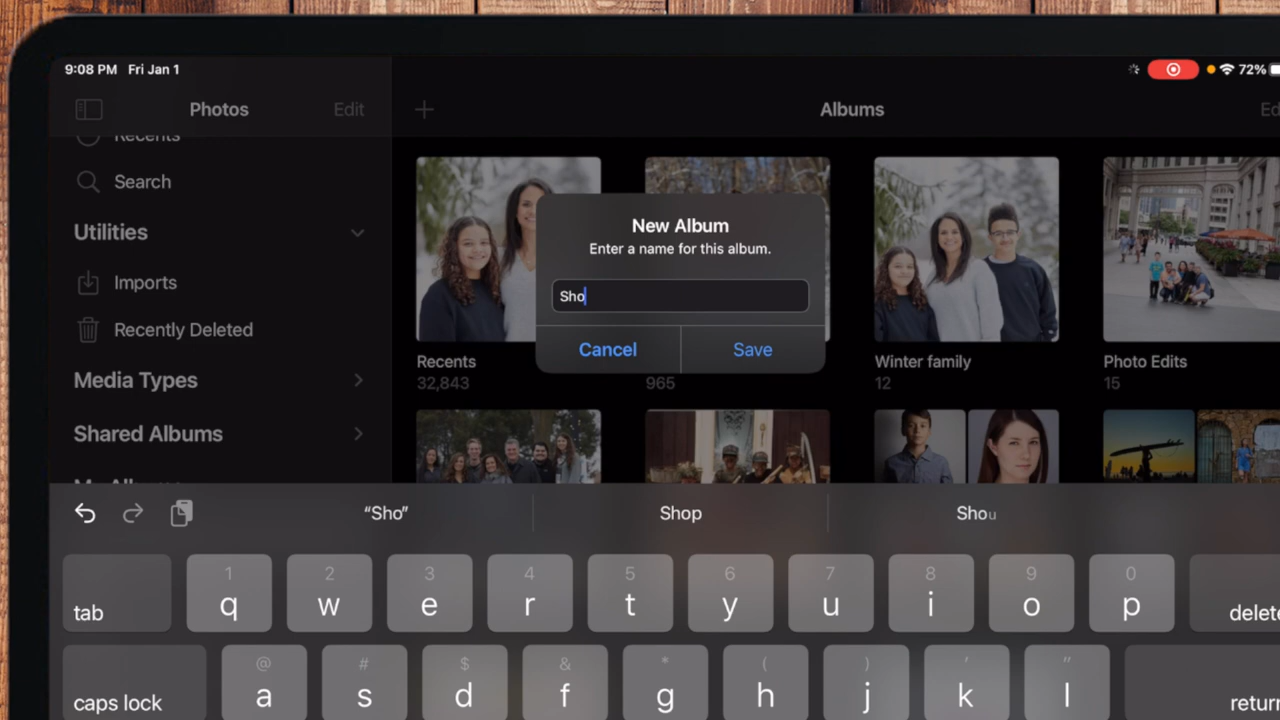 9:08 PM Fri Jan 1
72%
Photos
Edit
Albums
Recents
Search
Utilities
Imports
Recently Deleted
Media Types
Shared Albums
New Album
Enter a name for this album.
Sho
Cancel
Save
Recents
32,843
965
Winter family
12
Photo Edits
15
“Sho”
Shop
Shou
1 2 3 4 5 6 7 8 9 0
tab q w e r t y u i o p
@ # $ & * ( ) ' "
caps lock a s d f g h j k l